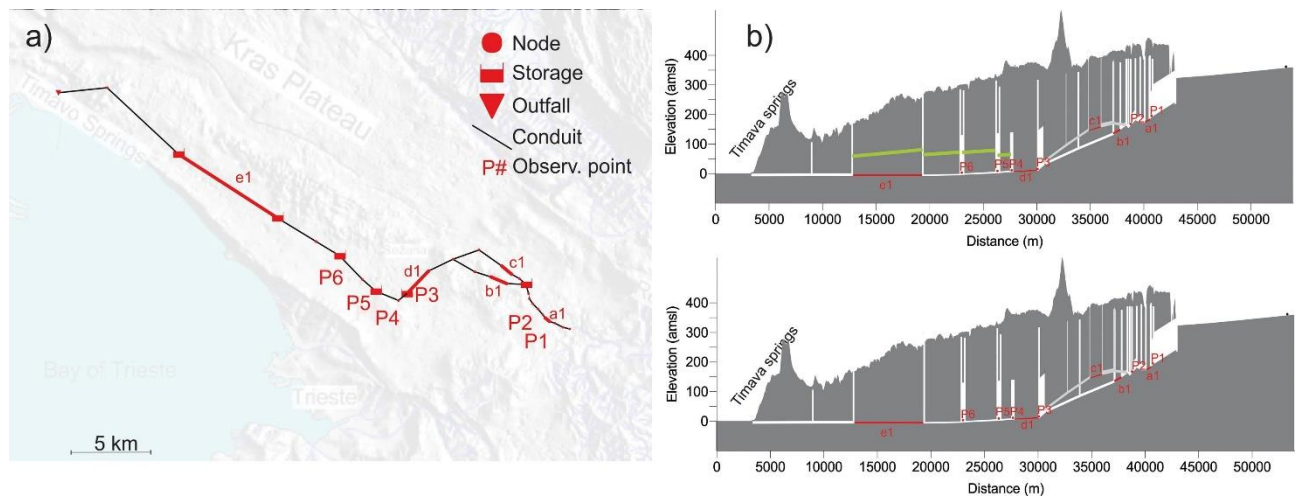 a)
Node
Storage
Outfall
Conduit
P# Observ. point
Kras Plateau
Timavo Springs
e1
P6
P5
P4
d1
P3
c1
b1
P2
a1
P1
Bay of Trieste
Trieste
5 km
b)
Elevation (amsl)
400
300
200
100
0
Timava springs
e1
P6
P5
P4
d1
P3
c1
b1
P2
a1
P1
0 5000 10000 15000 20000 25000 30000 35000 40000 45000 50000
Distance (m)
Elevation (amsl)
400
300
200
100
0
Timava springs
e1
P6
P5
P4
d1
P3
c1
b1
P2
a1
P1
0 5000 10000 15000 20000 25000 30000 35000 40000 45000 50000
Distance (m)